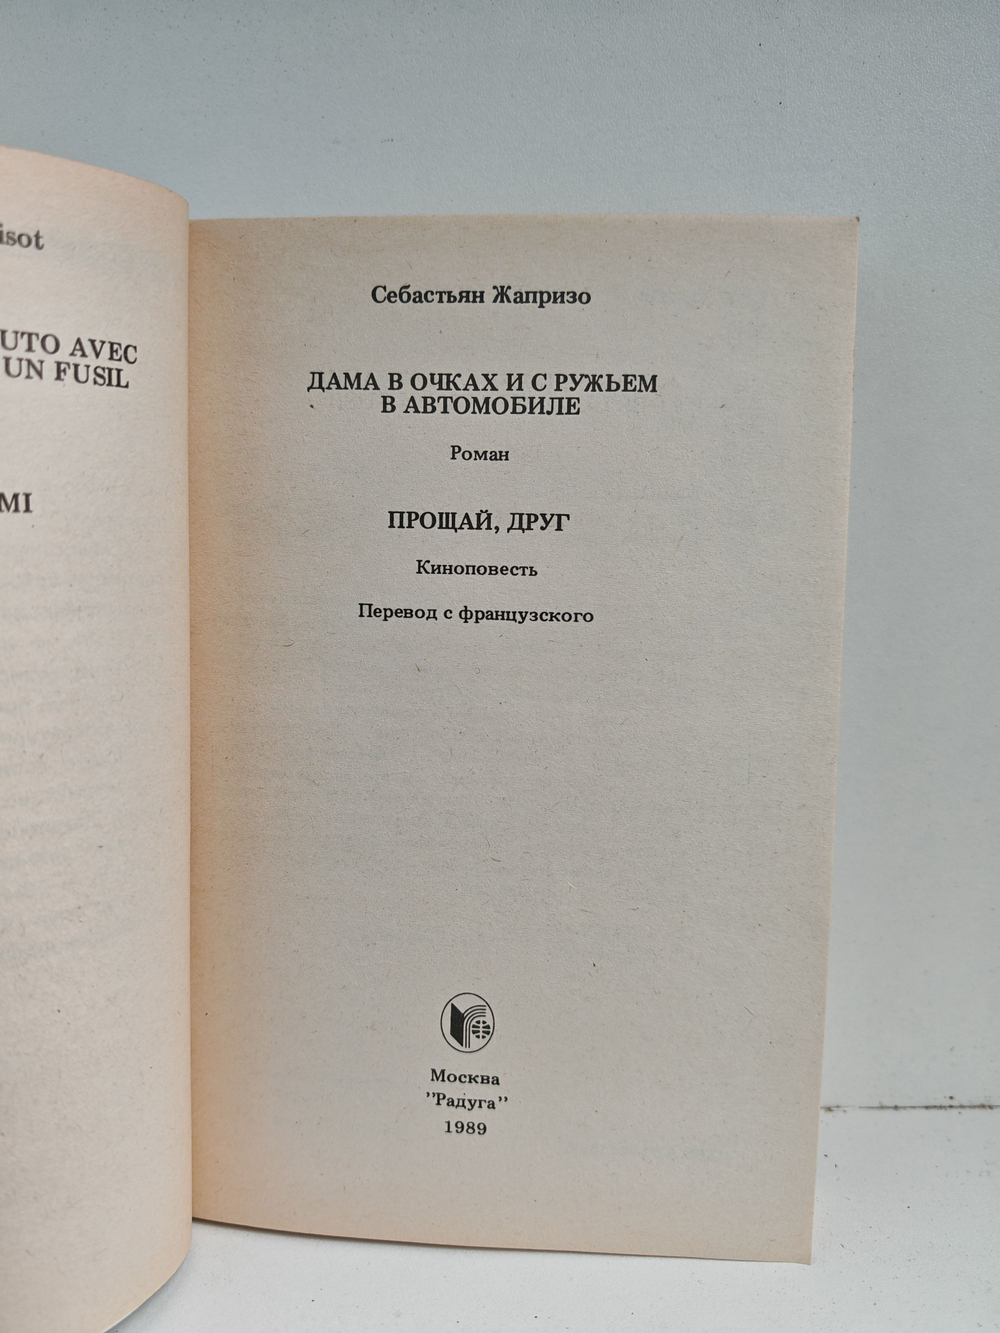 isot
UTO AVEC
UN FUSIL
MI
Себастьян Жапризо
ДАМА В ОЧКАХ И С РУЖЬЕМ
В АВТОМОБИЛЕ
Роман
ПРОЩАЙ, ДРУГ
Киноповесть
Перевод с французского
Москва
"Радуга"
1989